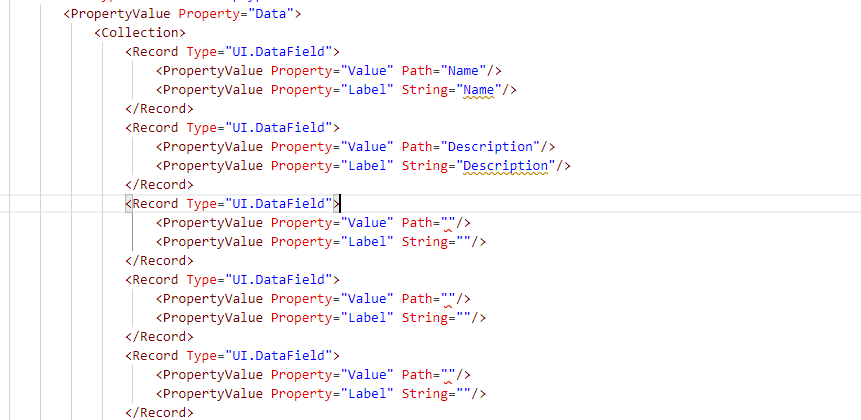 <PropertyValue Property="Data">
<Collection>
<Record Type="UI.DataField">
<PropertyValue Property="Value" Path="Name"/>
<PropertyValue Property="Label" String="Name"/>
</Record>
<Record Type="UI.DataField">
<PropertyValue Property="Value" Path="Description"/>
<PropertyValue Property="Label" String="Description"/>
</Record>
<Record Type="UI.DataField">
<PropertyValue Property="Value" Path=""/>
<PropertyValue Property="Label" String=""/>
</Record>
<Record Type="UI.DataField">
<PropertyValue Property="Value" Path=""/>
<PropertyValue Property="Label" String=""/>
</Record>
<Record Type="UI.DataField">
<PropertyValue Property="Value" Path=""/>
<PropertyValue Property="Label" String=""/>
</Record>